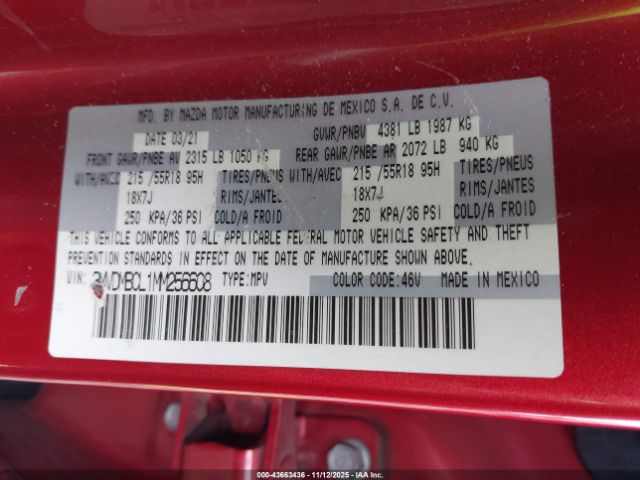 MFD. BY MAZDA MOTOR MANUFACTURING DE MEXICO S.A. DE C.V.
DATE 03/21 GVWR/PNBV 4381 LB 1987 KG
FRONT GAWR/PNBE AV 2315 LB 1050 KG REAR GAWR/PNBE AR 2072 LB 940 KG
WITH/AVEC 215 /55R18 95H TIRES/PNEUS WITH/AVEC 215 /55R18 95H TIRES/PNEUS
18X7J RIMS/JANTES 18X7J RIMS/JANTES
250 KPA/36 PSI COLD/A FROID 250 KPA/36 PSI COLD/A FROID
THIS VEHICLE CONFORMS TO ALL APPLICABLE FEDERAL MOTOR VEHICLE SAFETY AND THEFT
PREVENTION STANDARDS IN EFFECT ON THE DATE OF MANUFACTURE SHOWN ABOVE.
VIN: TYPE:MPV COLOR CODE:46V MADE IN MEXICO
000-43663436 - 11/12/2025 - IAAI.COM